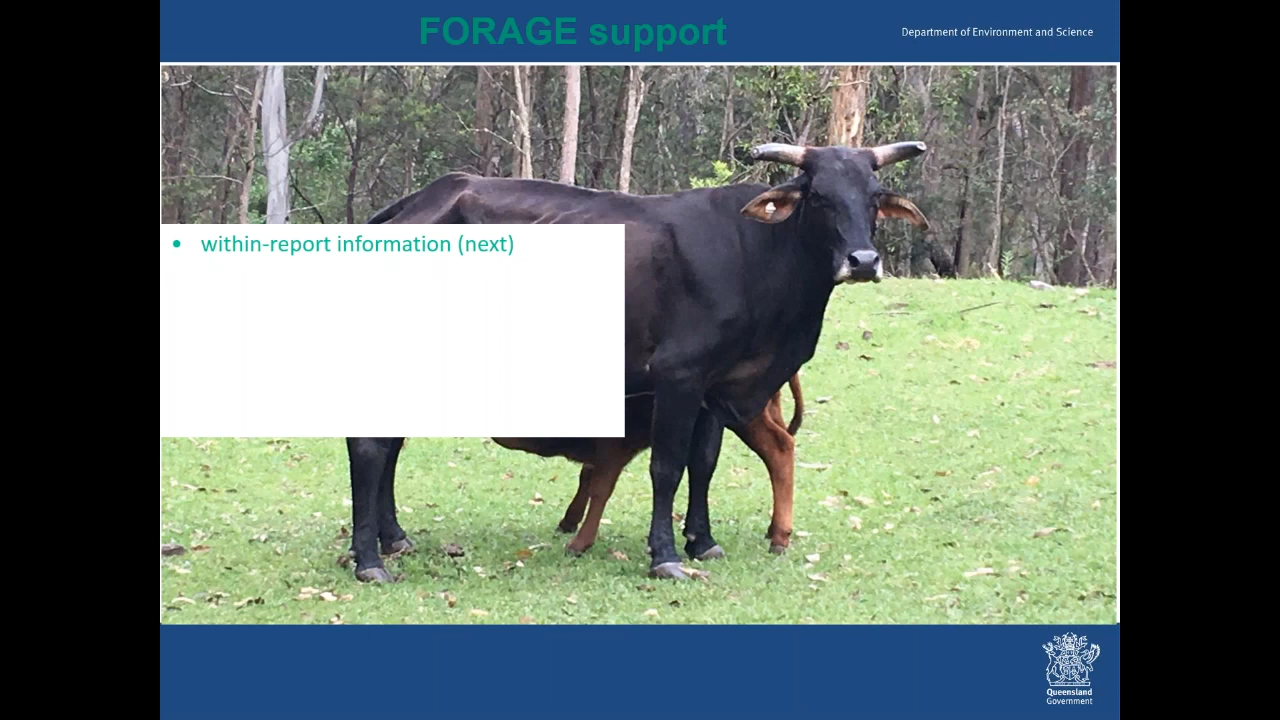 FORAGE support
Department of Environment and Science
• within-report information (next)
Queensland
Government